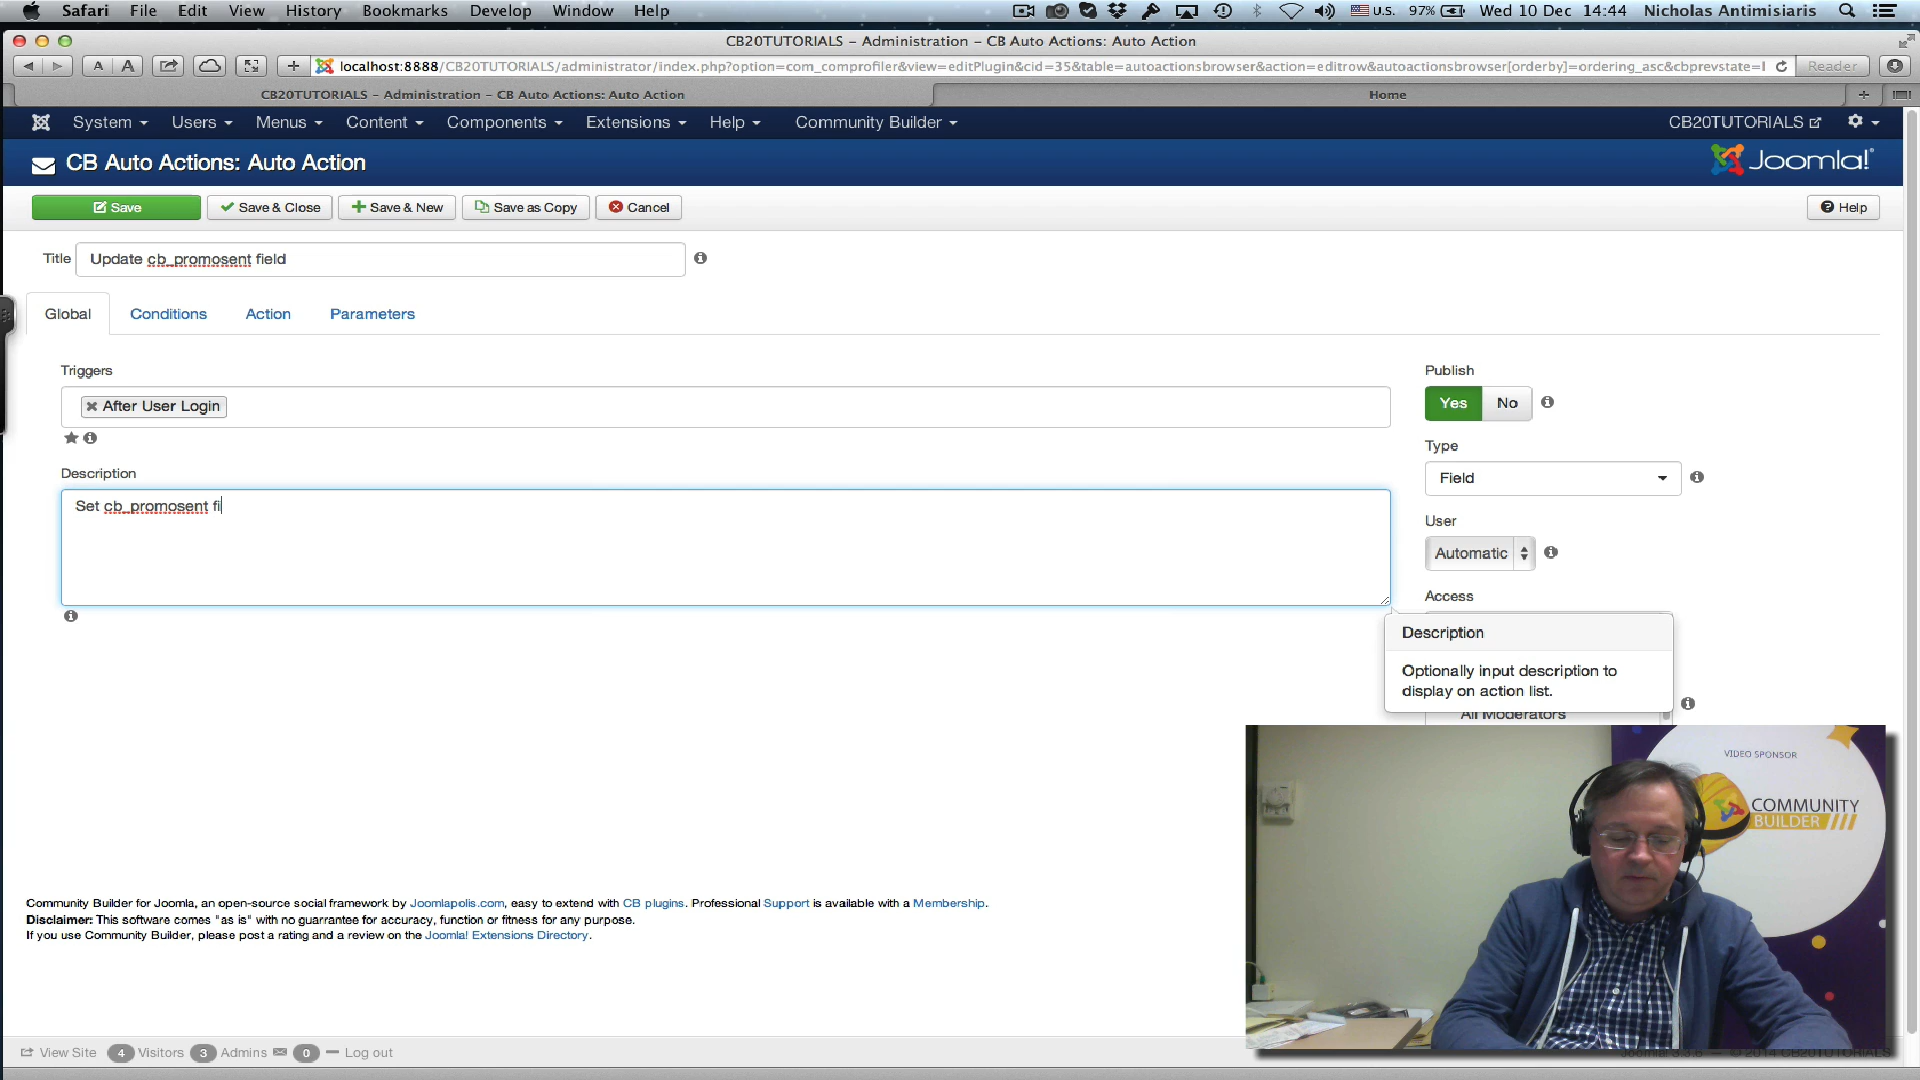 Safari File Edit View History Bookmarks Develop Window Help U.S. 97% Wed 10 Dec 14:44 Nicholas Antimisiaris
CB20TUTORIALS – Administration – CB Auto Actions: Auto Action
A A localhost:8888/CB20TUTORIALS/administrator/index.php?option=com_comprofiler&view=editPlugin&cid=35&table=autoactionsbrowser&action=editrow&autoactionsbrowser[orderby]=ordering_asc&cbprevstate= Reader
CB20TUTORIALS – Administration – CB Auto Actions: Auto Action Home
System Users Menus Content Components Extensions Help Community Builder CB20TUTORIALS
CB Auto Actions: Auto Action Joomla!
Save Save & Close Save & New Save as Copy Cancel Help
Title Update cb_promosent field
Global Conditions Action Parameters
Triggers
After User Login
Description
Set cb_promosent fi
Publish
Yes No
Type
Field
User
Automatic
Access
Description
Optionally input description to
display on action list.
All Moderators
VIDEO SPONSOR
COMMUNITY
BUILDER
Community Builder for Joomla, an open-source social framework by Joomlapolis.com, easy to extend with CB plugins. Professional Support is available with a Membership.
Disclaimer: This software comes "as is" with no guarrantee for accuracy, function or fitness for any purpose.
If you use Community Builder, please post a rating and a review on the Joomla! Extensions Directory.
View Site 4 Visitors 3 Admins 0 Log out
Joomla! 3.3.6 — © 2014 CB20TUTORIALS